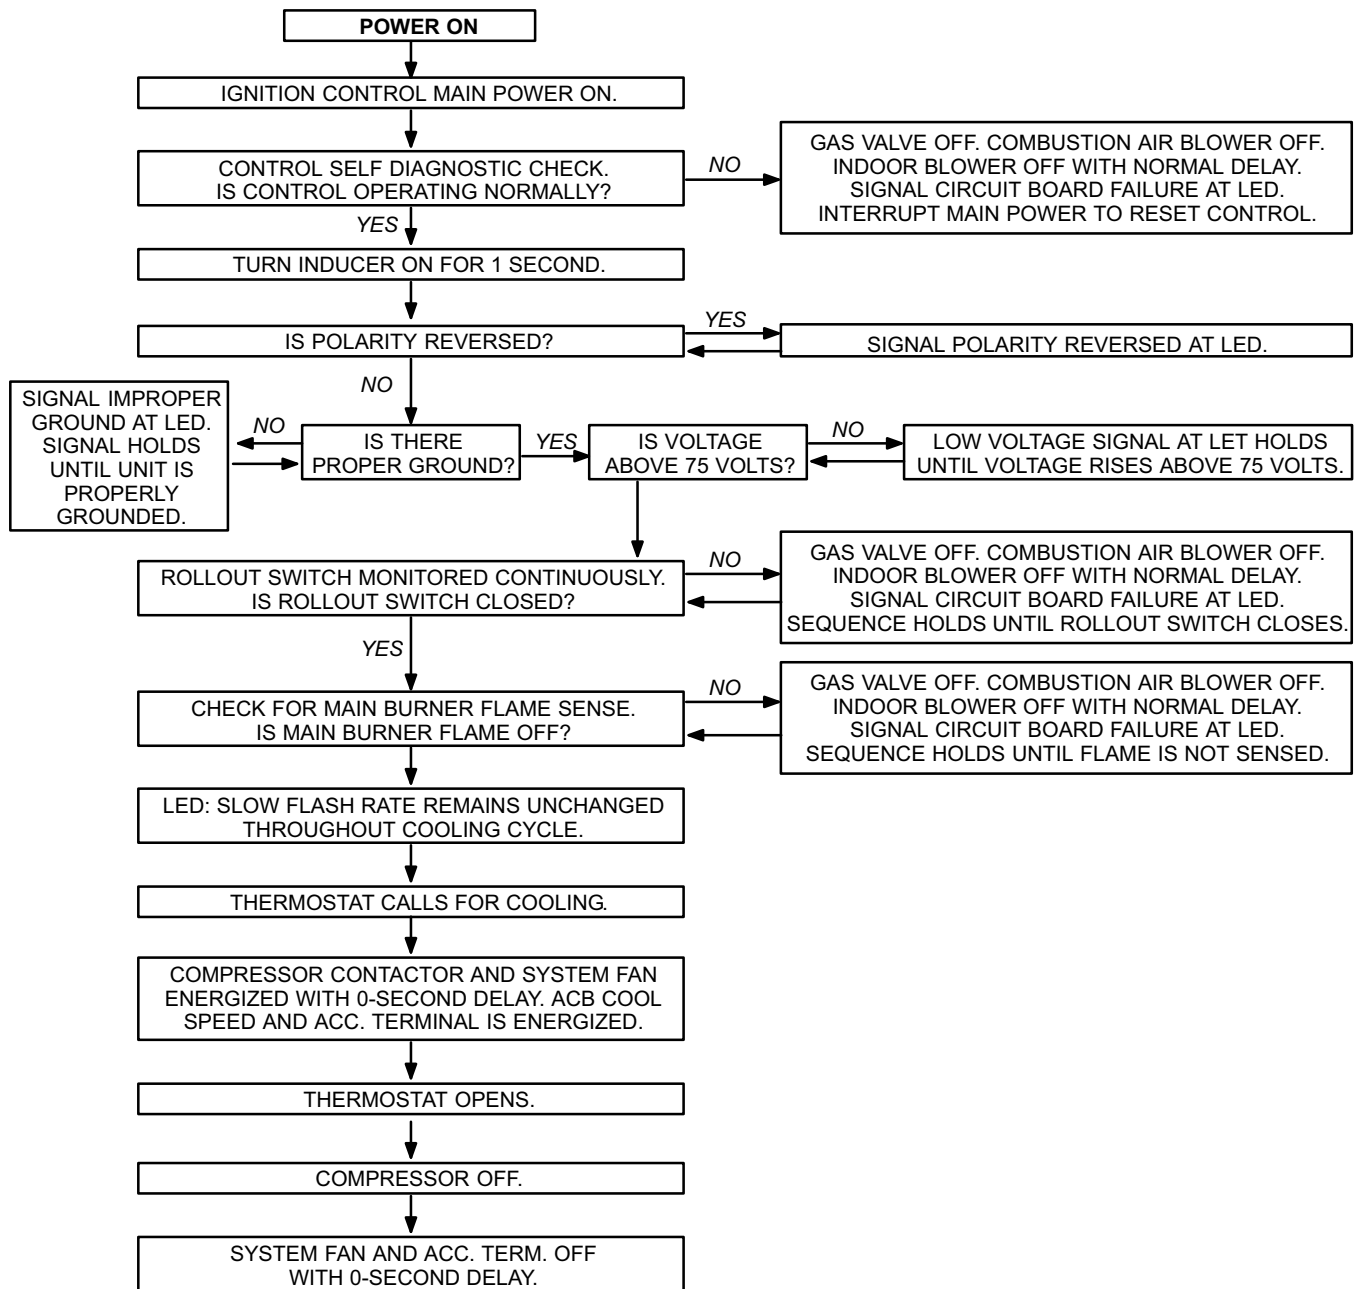 POWER ON
IGNITION CONTROL MAIN POWER ON.
CONTROL SELF DIAGNOSTIC CHECK.
IS CONTROL OPERATING NORMALLY?
NO
GAS VALVE OFF. COMBUSTION AIR BLOWER OFF.
INDOOR BLOWER OFF WITH NORMAL DELAY.
SIGNAL CIRCUIT BOARD FAILURE AT LED.
INTERRUPT MAIN POWER TO RESET CONTROL.
YES
TURN INDUCER ON FOR 1 SECOND.
IS POLARITY REVERSED?
YES
SIGNAL POLARITY REVERSED AT LED.
NO
SIGNAL IMPROPER
GROUND AT LED.
SIGNAL HOLDS
UNTIL UNIT IS
PROPERLY
GROUNDED.
NO
IS THERE
PROPER GROUND?
YES
IS VOLTAGE
ABOVE 75 VOLTS?
NO
LOW VOLTAGE SIGNAL AT LET HOLDS
UNTIL VOLTAGE RISES ABOVE 75 VOLTS.
ROLLOUT SWITCH MONITORED CONTINUOUSLY.
IS ROLLOUT SWITCH CLOSED?
NO
GAS VALVE OFF. COMBUSTION AIR BLOWER OFF.
INDOOR BLOWER OFF WITH NORMAL DELAY.
SIGNAL CIRCUIT BOARD FAILURE AT LED.
SEQUENCE HOLDS UNTIL ROLLOUT SWITCH CLOSES.
YES
CHECK FOR MAIN BURNER FLAME SENSE.
IS MAIN BURNER FLAME OFF?
NO
GAS VALVE OFF. COMBUSTION AIR BLOWER OFF.
INDOOR BLOWER OFF WITH NORMAL DELAY.
SIGNAL CIRCUIT BOARD FAILURE AT LED.
SEQUENCE HOLDS UNTIL FLAME IS NOT SENSED.
LED: SLOW FLASH RATE REMAINS UNCHANGED
THROUGHOUT COOLING CYCLE.
THERMOSTAT CALLS FOR COOLING.
COMPRESSOR CONTACTOR AND SYSTEM FAN
ENERGIZED WITH 0-SECOND DELAY. ACB COOL
SPEED AND ACC. TERMINAL IS ENERGIZED.
THERMOSTAT OPENS.
COMPRESSOR OFF.
SYSTEM FAN AND ACC. TERM. OFF
WITH 0-SECOND DELAY.